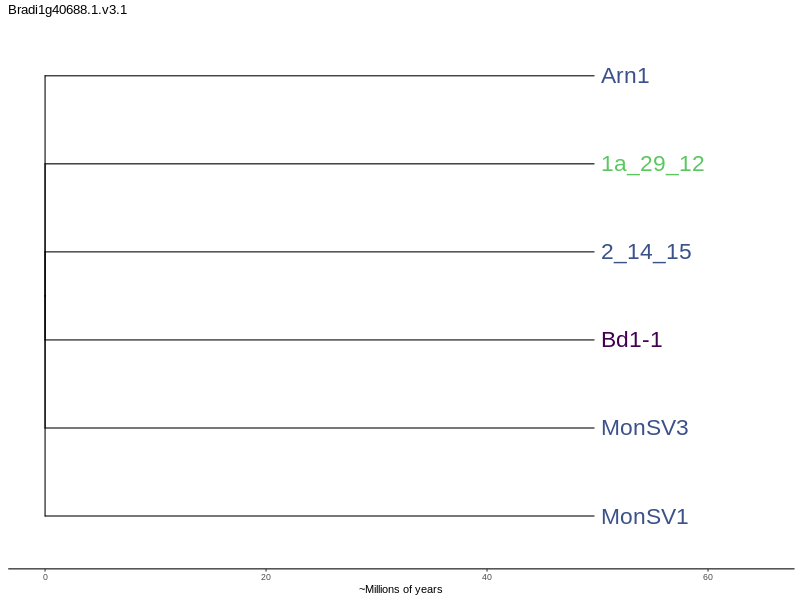 Bradi1g40688.1.v3.1
Arn1
1a_29_12
2_14_15
Bd1-1
MonSV3
MonSV1
0 20 40 60
~Millions of years